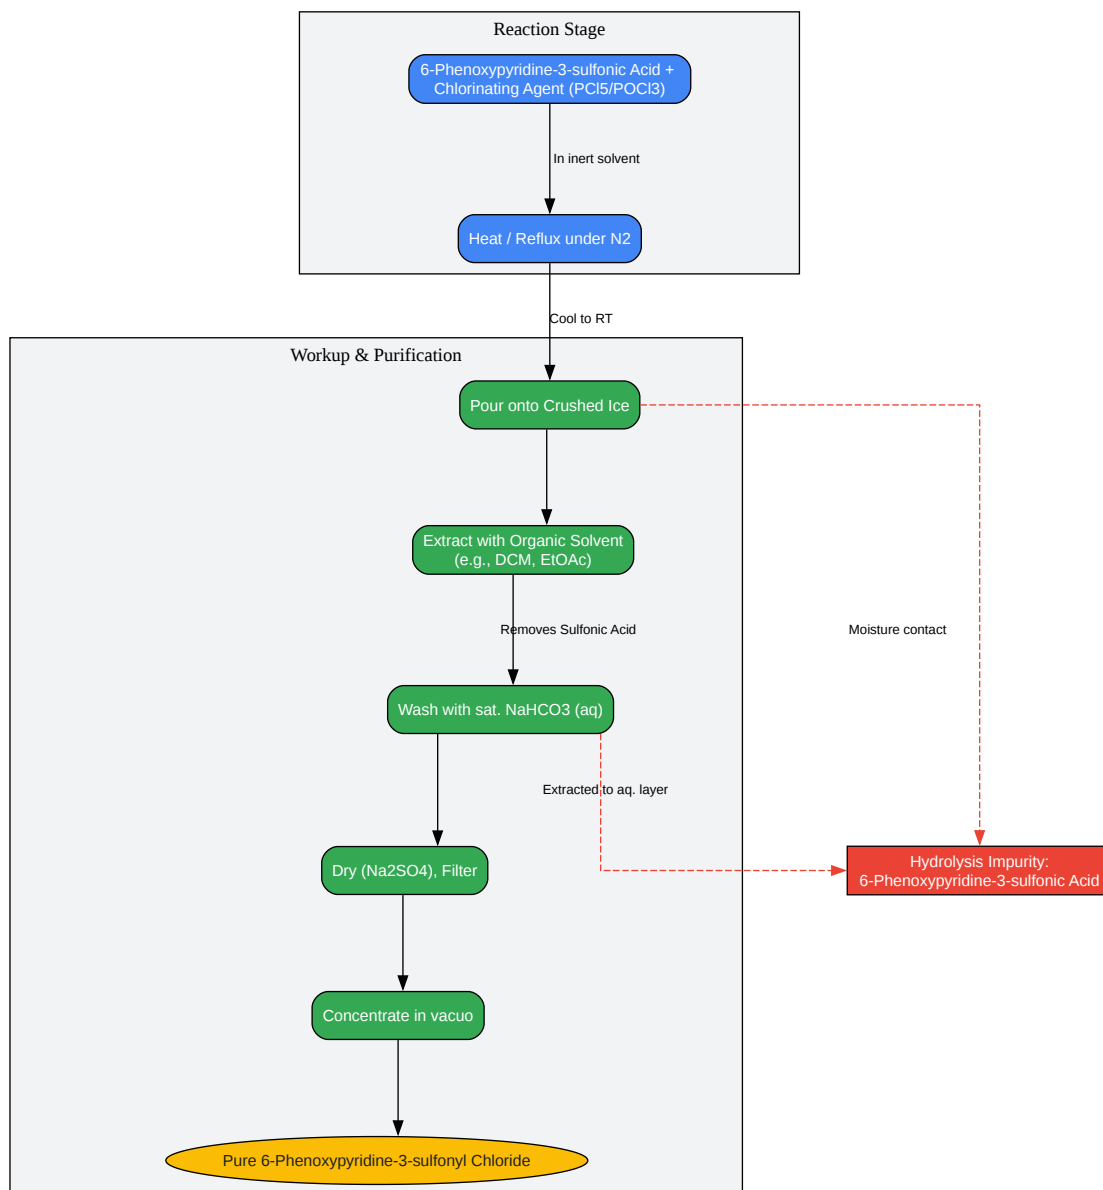 Reaction Stage
6-Phenoxypyridine-3-sulfonic Acid +
Chlorinating Agent (PCl5/POCl3)
In inert solvent
Heat / Reflux under N2
Cool to RT
Workup & Purification
Pour onto Crushed Ice
Extract with Organic Solvent
(e.g., DCM, EtOAc)
Removes Sulfonic Acid
Moisture contact
Wash with sat. NaHCO3 (aq)
Extracted to aq. layer
Dry (Na2SO4), Filter
Hydrolysis Impurity:
6-Phenoxypyridine-3-sulfonic Acid
Concentrate in vacuo
Pure 6-Phenoxypyridine-3-sulfonyl Chloride